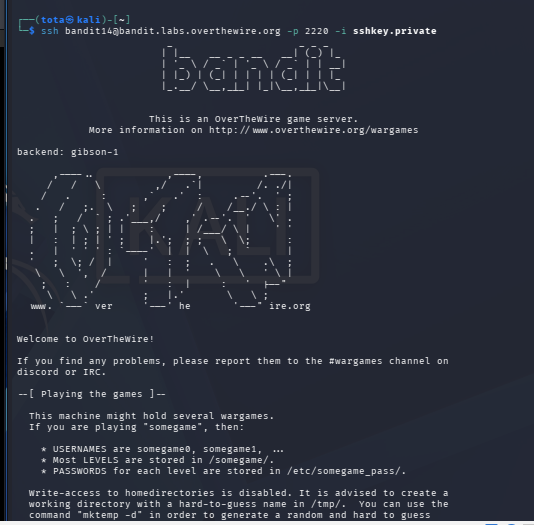 (tota㉿kali)-[~]
$ ssh bandit14@bandit.labs.overthewire.org -p 2220 -i sshkey.private
bandit
This is an OverTheWire game server.
More information on http://www.overthewire.org/wargames
backend: gibson-1
www. ver he ire.org
Welcome to OverTheWire!
If you find any problems, please report them to the #wargames channel on
discord or IRC.
--[ Playing the games ]--
This machine might hold several wargames.
If you are playing "somegame", then:
* USERNAMES are somegame0, somegame1, ...
* Most LEVELS are stored in /somegame/.
* PASSWORDS for each level are stored in /etc/somegame_pass/.
Write-access to homedirectories is disabled. It is advised to create a
working directory with a hard-to-guess name in /tmp/. You can use the
command "mktemp -d" in order to generate a random and hard to guess